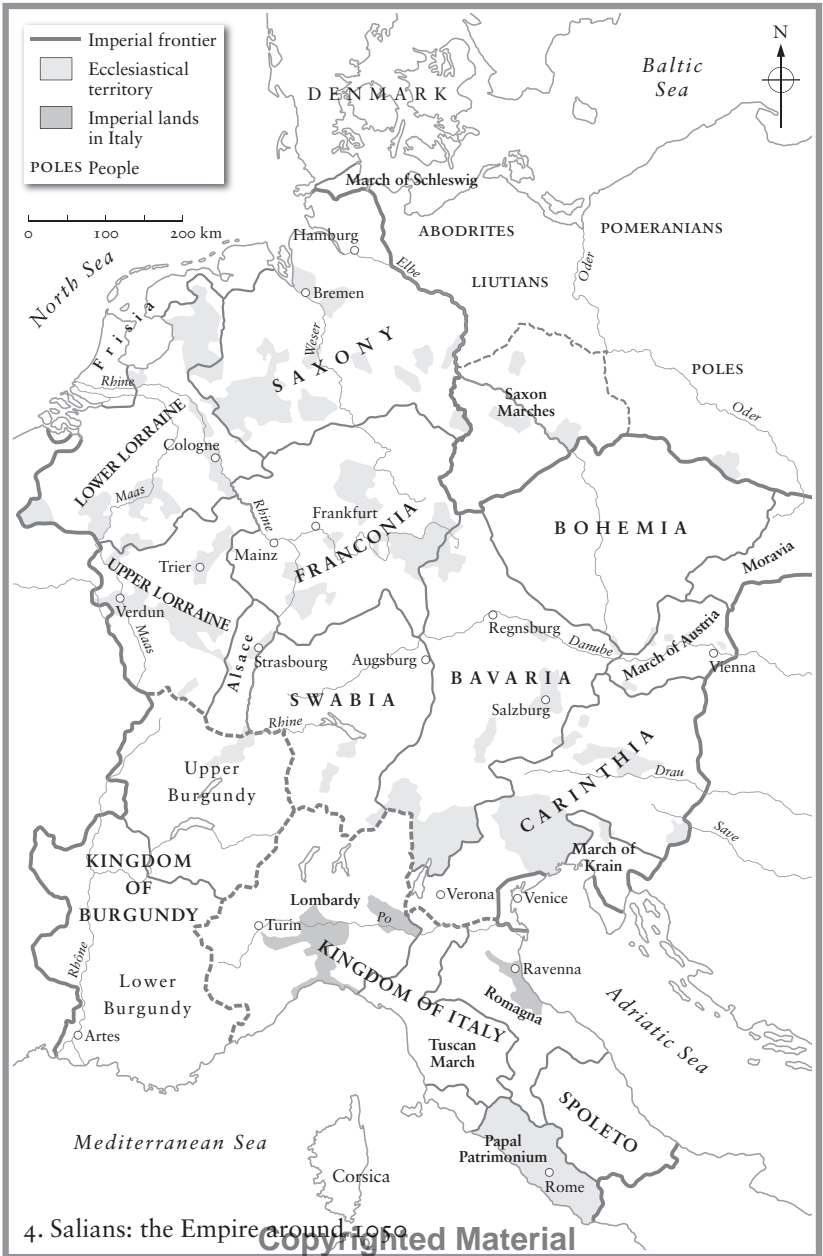 Imperial frontier
Ecclesiastical
territory
Imperial lands
in Italy
POLES People
0 100 200 km
N
Baltic
Sea
DENMARK
March of Schleswig
Hamburg
ABODRITES
POMERANIANS
Elbe
LIUTIANS
Oder
North Sea
Bremen
Frisia
Weser
SAXONY
Rhine
POLES
Saxon
Marches
Oder
LOWER LORRAINE
Cologne
Maas
Rhine
Frankfurt
FRANCONIA
BOHEMIA
Mainz
Trier
Moravia
UPPER LORRAINE
Verdun
Maas
Regnsburg
Danube
March of Austria
Vienna
Alsace
Strasbourg
Augsburg
BAVARIA
SWABIA
Salzburg
Rhine
CARINTHIA
Drau
Upper
Burgundy
Save
KINGDOM
OF
BURGUNDY
March of
Krain
Lombardy
Verona
Venice
Turin
Po
Rhône
KINGDOM OF ITALY
Ravenna
Romagna
Lower
Burgundy
Adriatic Sea
Artes
Tuscan
March
SPOLETO
Mediterranean Sea
Papal
Patrimonium
Corsica
Rome
4. Salians: the Empire around 1050
Copyrighted Material